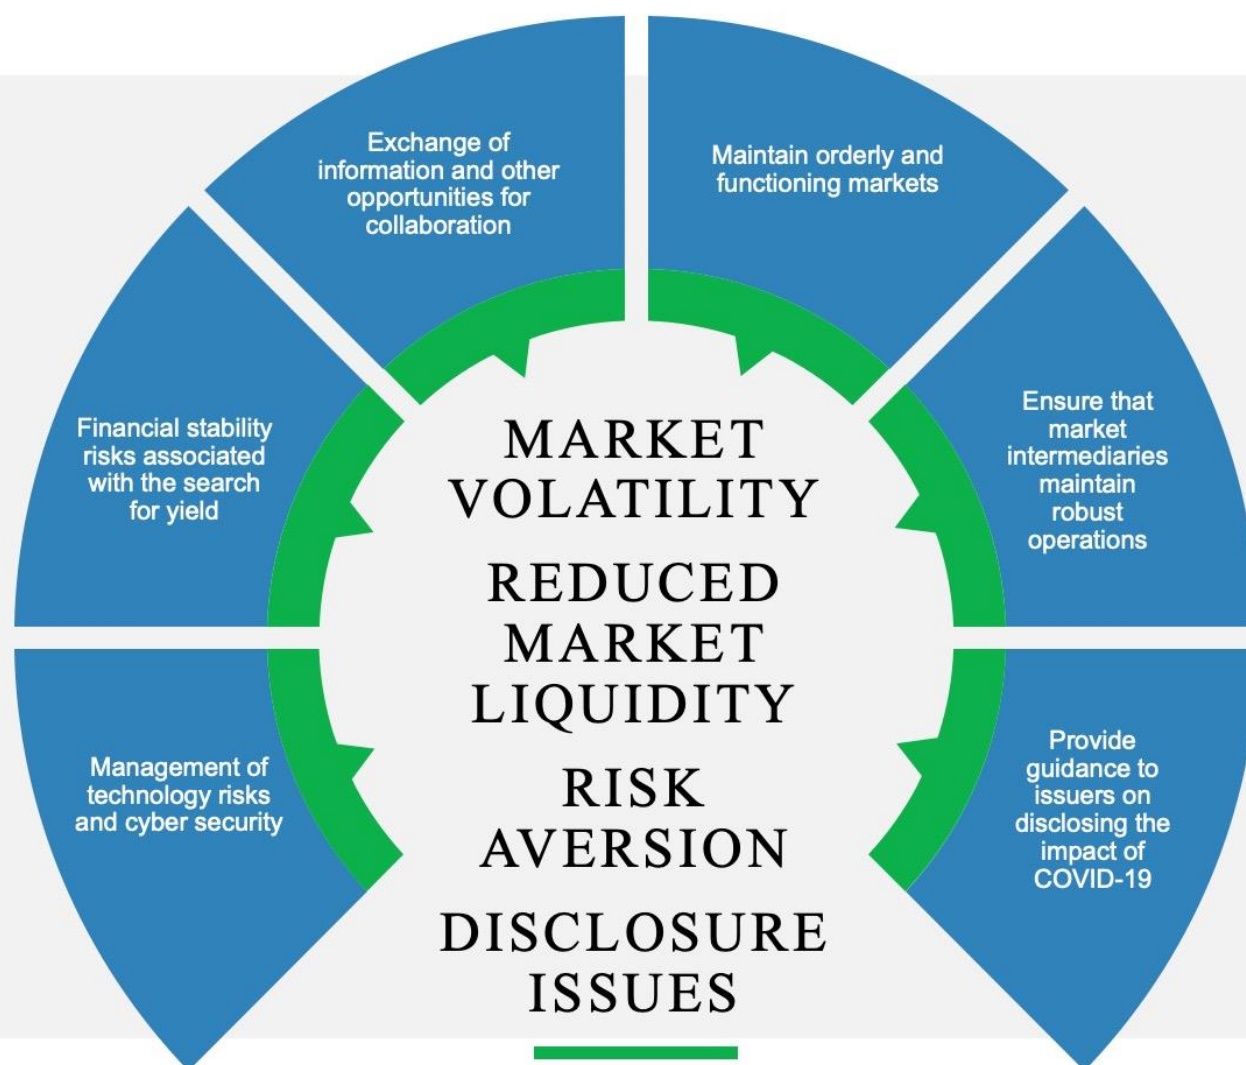 Exchange of
information and other
opportunities for
collaboration
Maintain orderly and
functioning markets
Financial stability
risks associated
with the search
for yield
Ensure that
market
intermediaries
maintain
robust
operations
Management of
technology risks
and cyber security
Provide
guidance to
issuers on
disclosing the
impact of
COVID-19
MARKET
VOLATILITY
REDUCED
MARKET
LIQUIDITY
RISK
AVERSION
DISCLOSURE
ISSUES